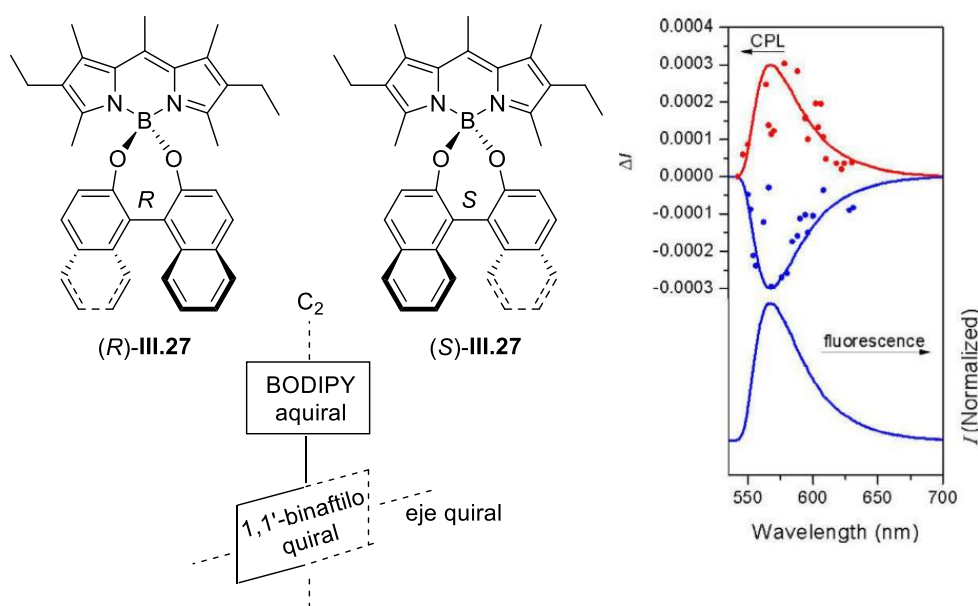 N
B
N
O
O
R
(R)-III.27
N
B
N
O
O
S
(S)-III.27
C2
BODIPY
aquiral
1,1'-binaftilo
quiral
eje quiral
CPL
0.0004
0.0003
0.0002
0.0001
0.0000
-0.0001
-0.0002
-0.0003
ΔI
fluorescence
I (Normalized)
550
600
650
700
Wavelength (nm)